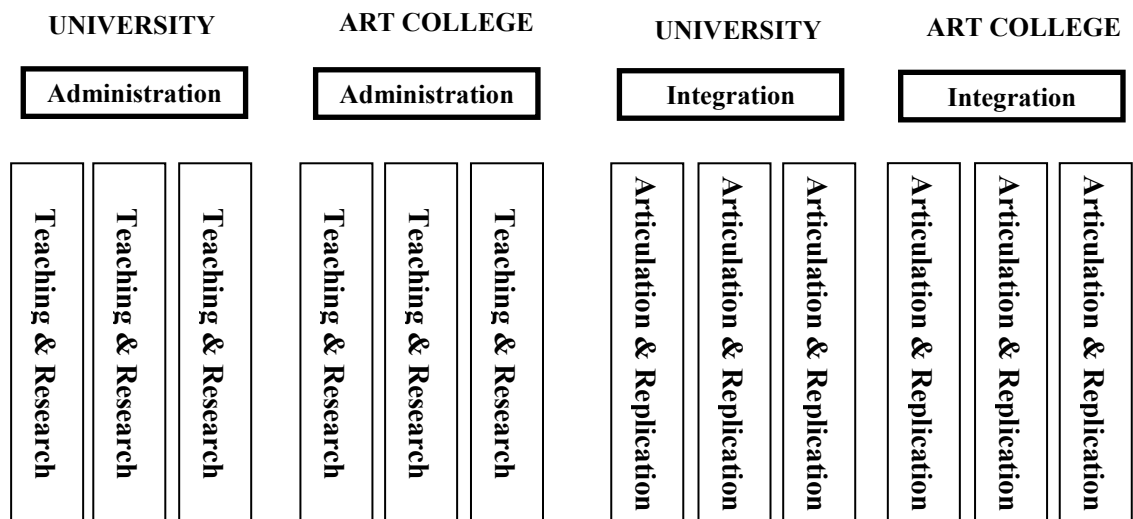 UNIVERSITY
ART COLLEGE
UNIVERSITY
ART COLLEGE
Administration
Administration
Integration
Integration
Teaching & Research
Teaching & Research
Teaching & Research
Teaching & Research
Teaching & Research
Teaching & Research
Articulation & Replication
Articulation & Replication
Articulation & Replication
Articulation & Replication
Articulation & Replication
Articulation & Replication